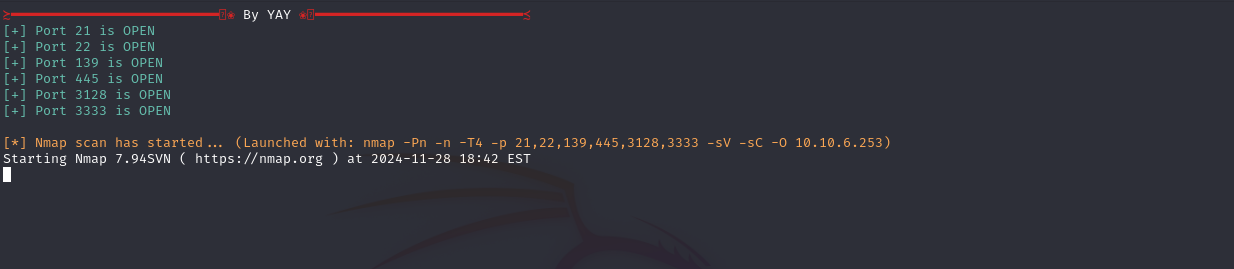 By YAY
[+] Port 21 is OPEN
[+] Port 22 is OPEN
[+] Port 139 is OPEN
[+] Port 445 is OPEN
[+] Port 3128 is OPEN
[+] Port 3333 is OPEN
[*] Nmap scan has started... (Launched with: nmap -Pn -n -T4 -p 21,22,139,445,3128,3333 -sV -sC -O 10.10.6.253)
Starting Nmap 7.94SVN ( https://nmap.org ) at 2024-11-28 18:42 EST